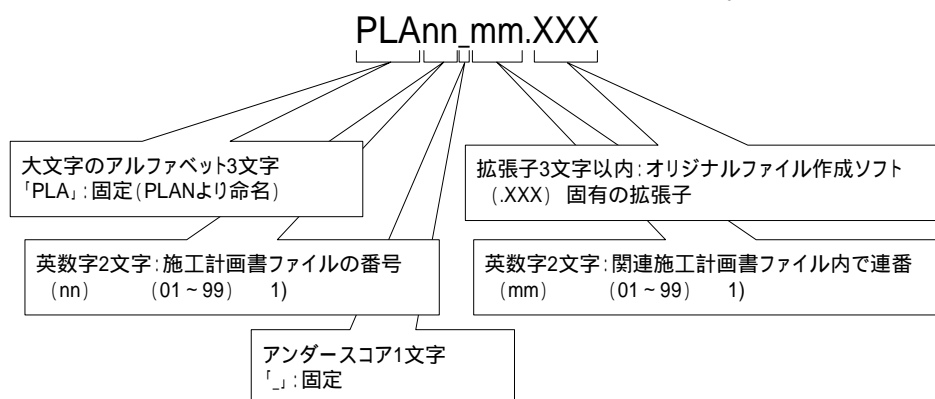 PLAnn_mm.XXX
大文字のアルファベット3文字
「PLA」:固定(PLANより命名)
拡張子3文字以内:オリジナルファイル作成ソフト
(.XXX) 固有の拡張子
英数字2文字:施工計画書ファイルの番号
(nn) (01~99) 1)
英数字2文字:関連施工計画書ファイル内で連番
(mm) (01~99) 1)
アンダースコア1文字
「_」:固定